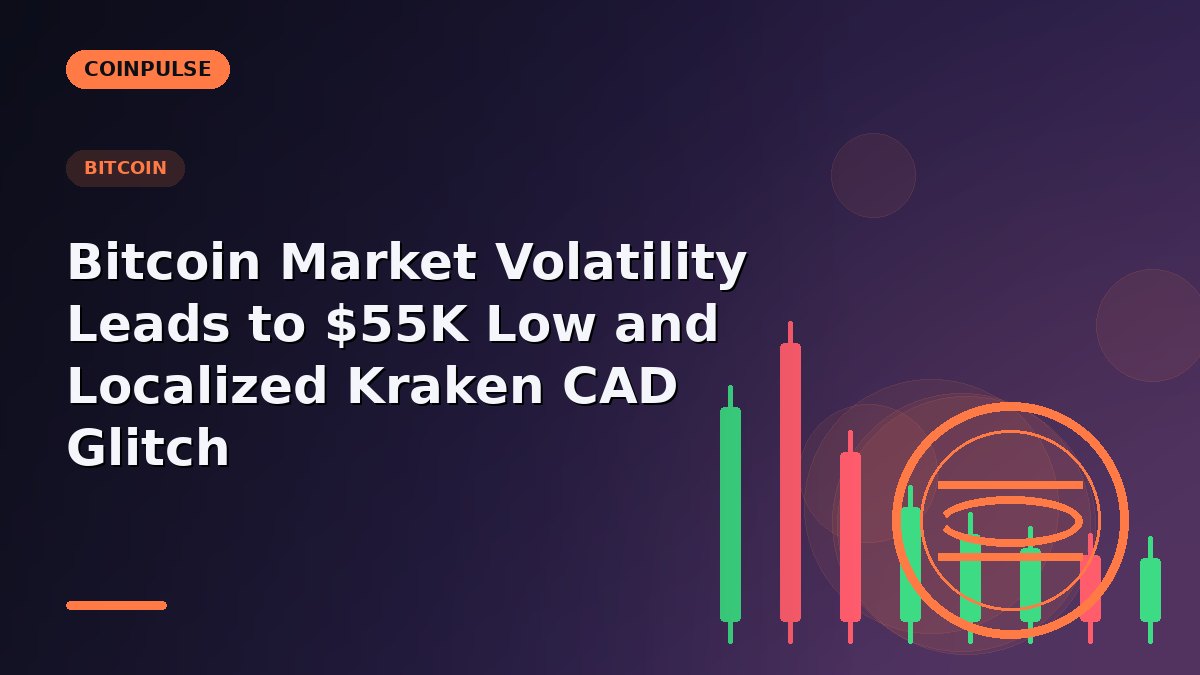 COINPULSE
BITCOIN
Bitcoin Market Volatility
Leads to $55K Low and
Localized Kraken CAD
Glitch